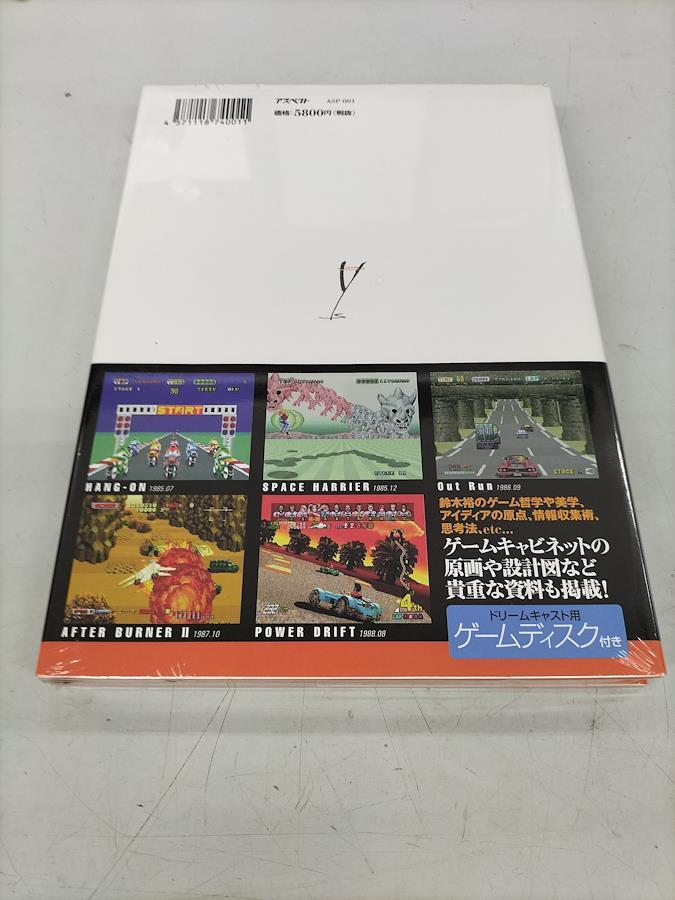 アスペクト ASP 001
価格:5800円(税抜)
4 571118 740011
Y
S
START
HANG-ON 1985.07
SPACE HARRIER 1985.12
Out Run 1986.09
鈴木裕のゲーム哲学や美学、
アイディアの原点、情報収集術、
思考法、etc…
ゲームキャビネットの
原画や設計図など
貴重な資料も掲載!
AFTER BURNER II 1987.10
POWER DRIFT 1988.08
ドリームキャスト用
ゲームディスク付き